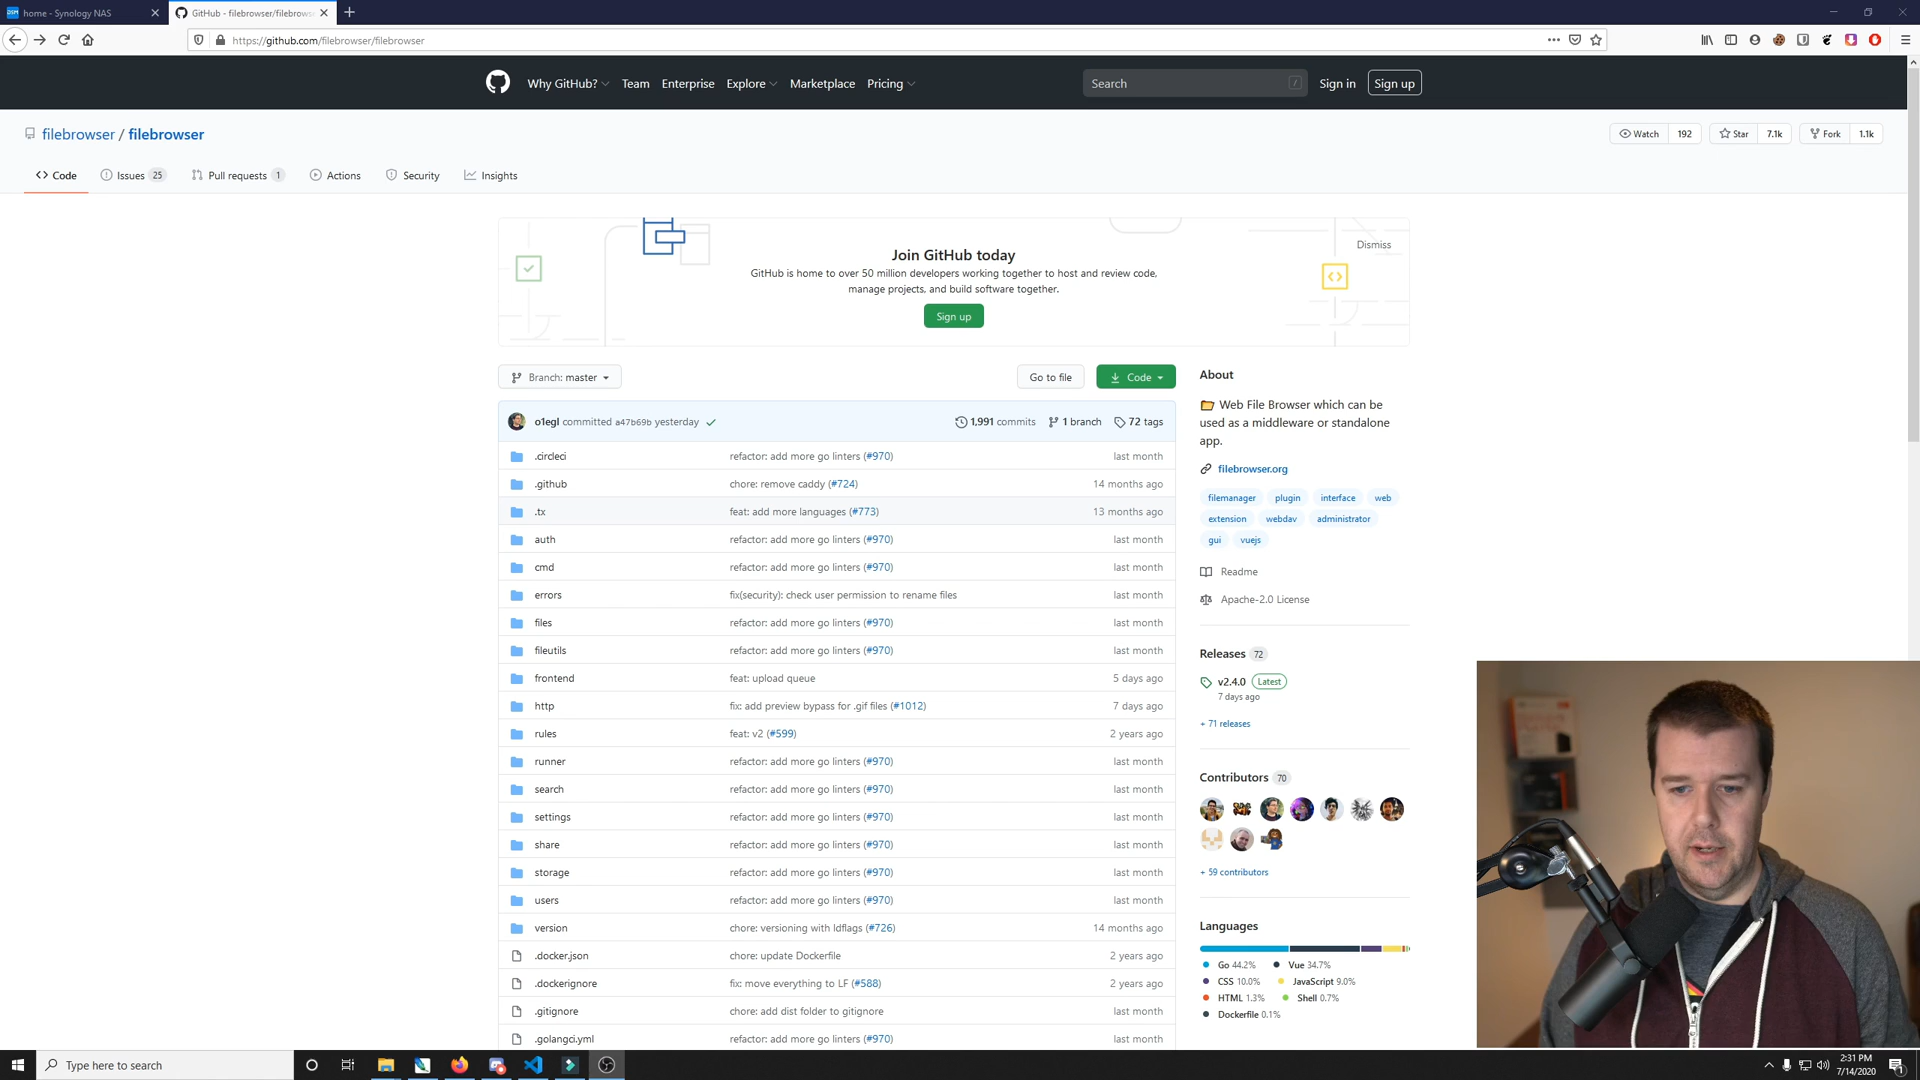 home - Synology NAS
GitHub - filebrowser/filebrows
https://github.com/filebrowser/filebrowser
Why GitHub? Team Enterprise Explore Marketplace Pricing
Search /
Sign in Sign up
filebrowser / filebrowser
Watch 192 Star 7.1k Fork 1.1k
Code Issues 25 Pull requests 1 Actions Security Insights
Join GitHub today
Dismiss
GitHub is home to over 50 million developers working together to host and review code,
manage projects, and build software together.
Sign up
Branch: master Go to file Code
o1egl committed a47b69b yesterday 1,991 commits 1 branch 72 tags
.circleci refactor: add more go linters (#970) last month
.github chore: remove caddy (#724) 14 months ago
.tx feat: add more languages (#773) 13 months ago
auth refactor: add more go linters (#970) last month
cmd refactor: add more go linters (#970) last month
errors fix(security): check user permission to rename files last month
files refactor: add more go linters (#970) last month
fileutils refactor: add more go linters (#970) last month
frontend feat: upload queue 5 days ago
http fix: add preview bypass for .gif files (#1012) 7 days ago
rules feat: v2 (#599) 2 years ago
runner refactor: add more go linters (#970) last month
search refactor: add more go linters (#970) last month
settings refactor: add more go linters (#970) last month
share refactor: add more go linters (#970) last month
storage refactor: add more go linters (#970) last month
users refactor: add more go linters (#970) last month
version chore: versioning with ldflags (#726) 14 months ago
.docker.json chore: update Dockerfile 2 years ago
.dockerignore fix: move everything to LF (#588) 2 years ago
.gitignore chore: add dist folder to gitignore last month
.golangci.yml refactor: add more go linters (#970) last month
About
Web File Browser which can be
used as a middleware or standalone
app.
filebrowser.org
filemanager plugin interface web
extension webdav administrator
gui vuejs
Readme
Apache-2.0 License
Releases 72
v2.4.0 Latest
7 days ago
+ 71 releases
Contributors 70
+ 59 contributors
Languages
Go 44.2% Vue 34.7%
CSS 10.0% JavaScript 9.0%
HTML 1.3% Shell 0.7%
Dockerfile 0.1%
Type here to search
2:31 PM
7/14/2020